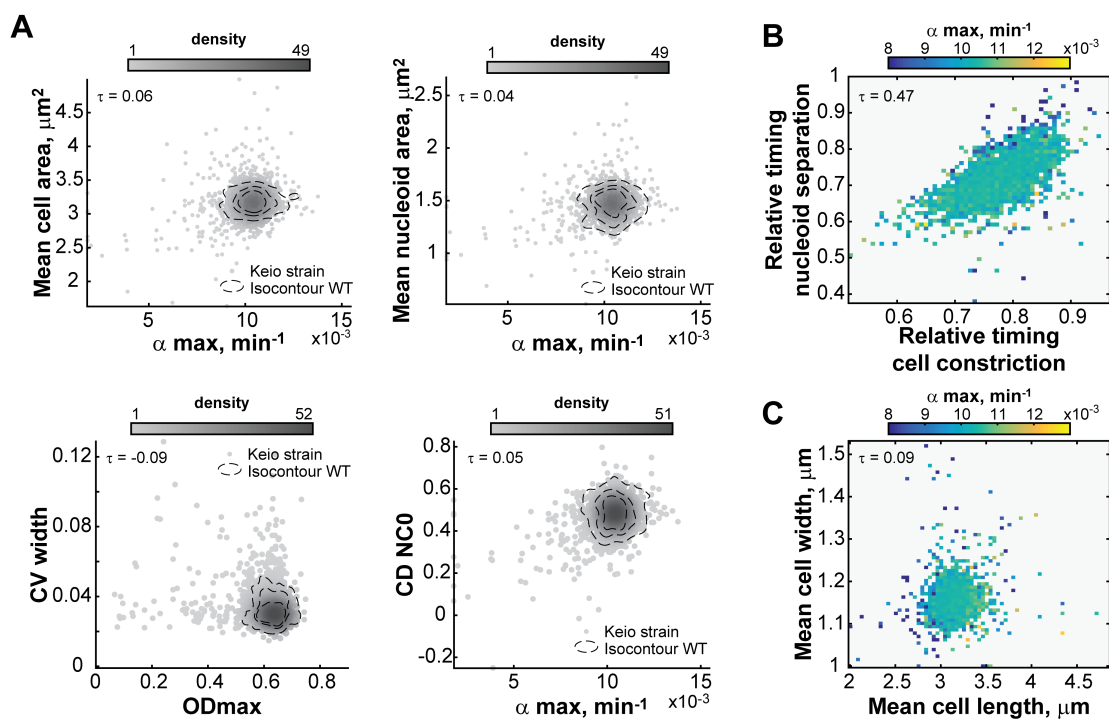 A
density
1 49
Mean cell area, μm²
τ = 0.06
4.5
4
3.5
3
2.5
2
Keio strain
Isocontour WT
5 10 15
α max, min⁻¹ x10⁻³
density
1 49
Mean nucleoid area, μm²
τ = 0.04
2.5
2
1.5
1
Keio strain
Isocontour WT
5 10 15
α max, min⁻¹ x10⁻³
B
α max, min⁻¹
8 9 10 11 12 x10⁻³
Relative timing
nucleoid separation
τ = 0.47
1
0.9
0.8
0.7
0.6
0.5
0.4
0.6 0.7 0.8 0.9
Relative timing
cell constriction
density
1 52
CV width
τ = -0.09
Keio strain
Isocontour WT
0.12
0.08
0.04
0
0 0.2 0.4 0.6 0.8
ODmax
density
1 51
CD NC0
τ = 0.05
0.8
0.6
0.4
0.2
0
-0.2
Keio strain
Isocontour WT
5 10 15
α max, min⁻¹ x10⁻³
C
α max, min⁻¹
8 9 10 11 12 x10⁻³
Mean cell width, μm
τ = 0.09
1.5
1.4
1.3
1.2
1.1
1
2 2.5 3 3.5 4 4.5
Mean cell length, μm